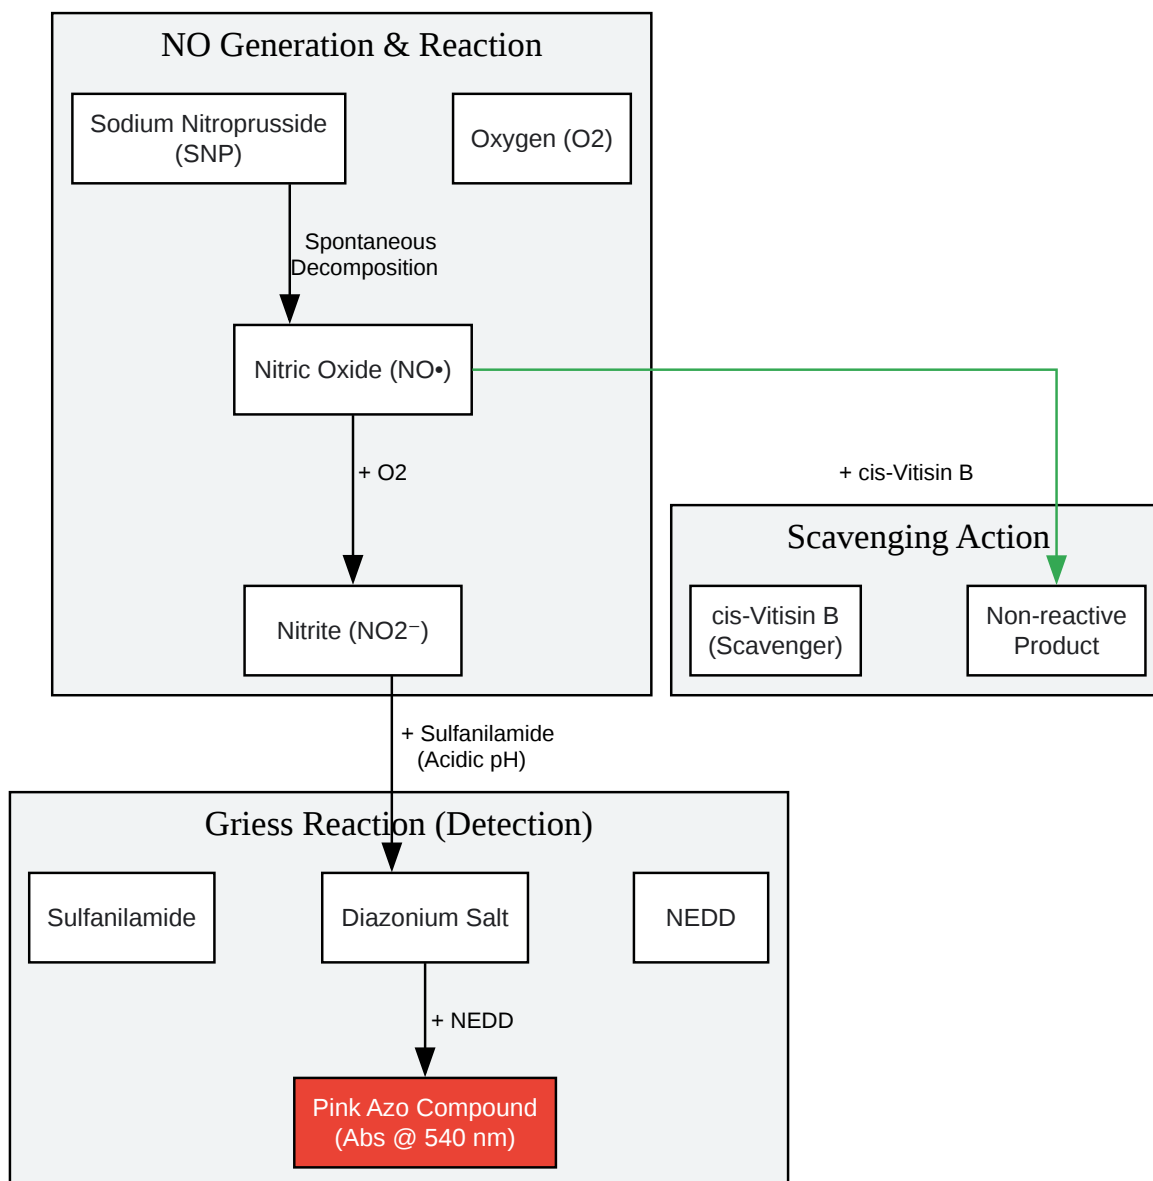 NO Generation & Reaction
Sodium Nitroprusside
(SNP)
Oxygen (O2)
Spontaneous
Decomposition
Nitric Oxide (NO•)
+ O2
+ cis-Vitisin B
Scavenging Action
Nitrite (NO2⁻)
cis-Vitisin B
(Scavenger)
Non-reactive
Product
+ Sulfanilamide
(Acidic pH)
Griess Reaction (Detection)
Sulfanilamide
Diazonium Salt
NEDD
+ NEDD
Pink Azo Compound
(Abs @ 540 nm)